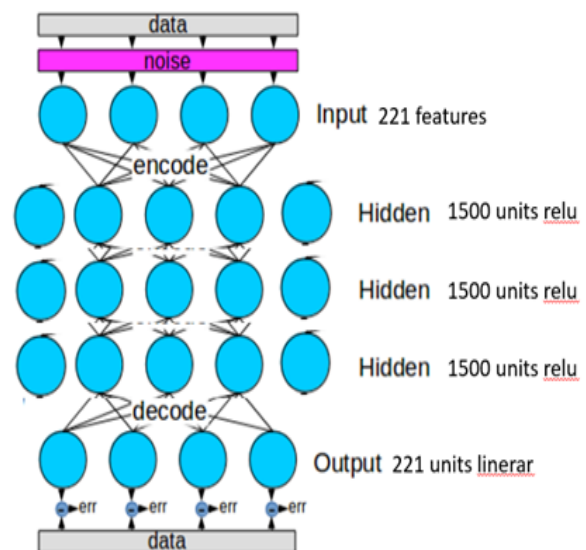 data
noise
Input 221 features
encode
Hidden 1500 units relu
Hidden 1500 units relu
Hidden 1500 units relu
decode
Output 221 units linerar
err err err err
data